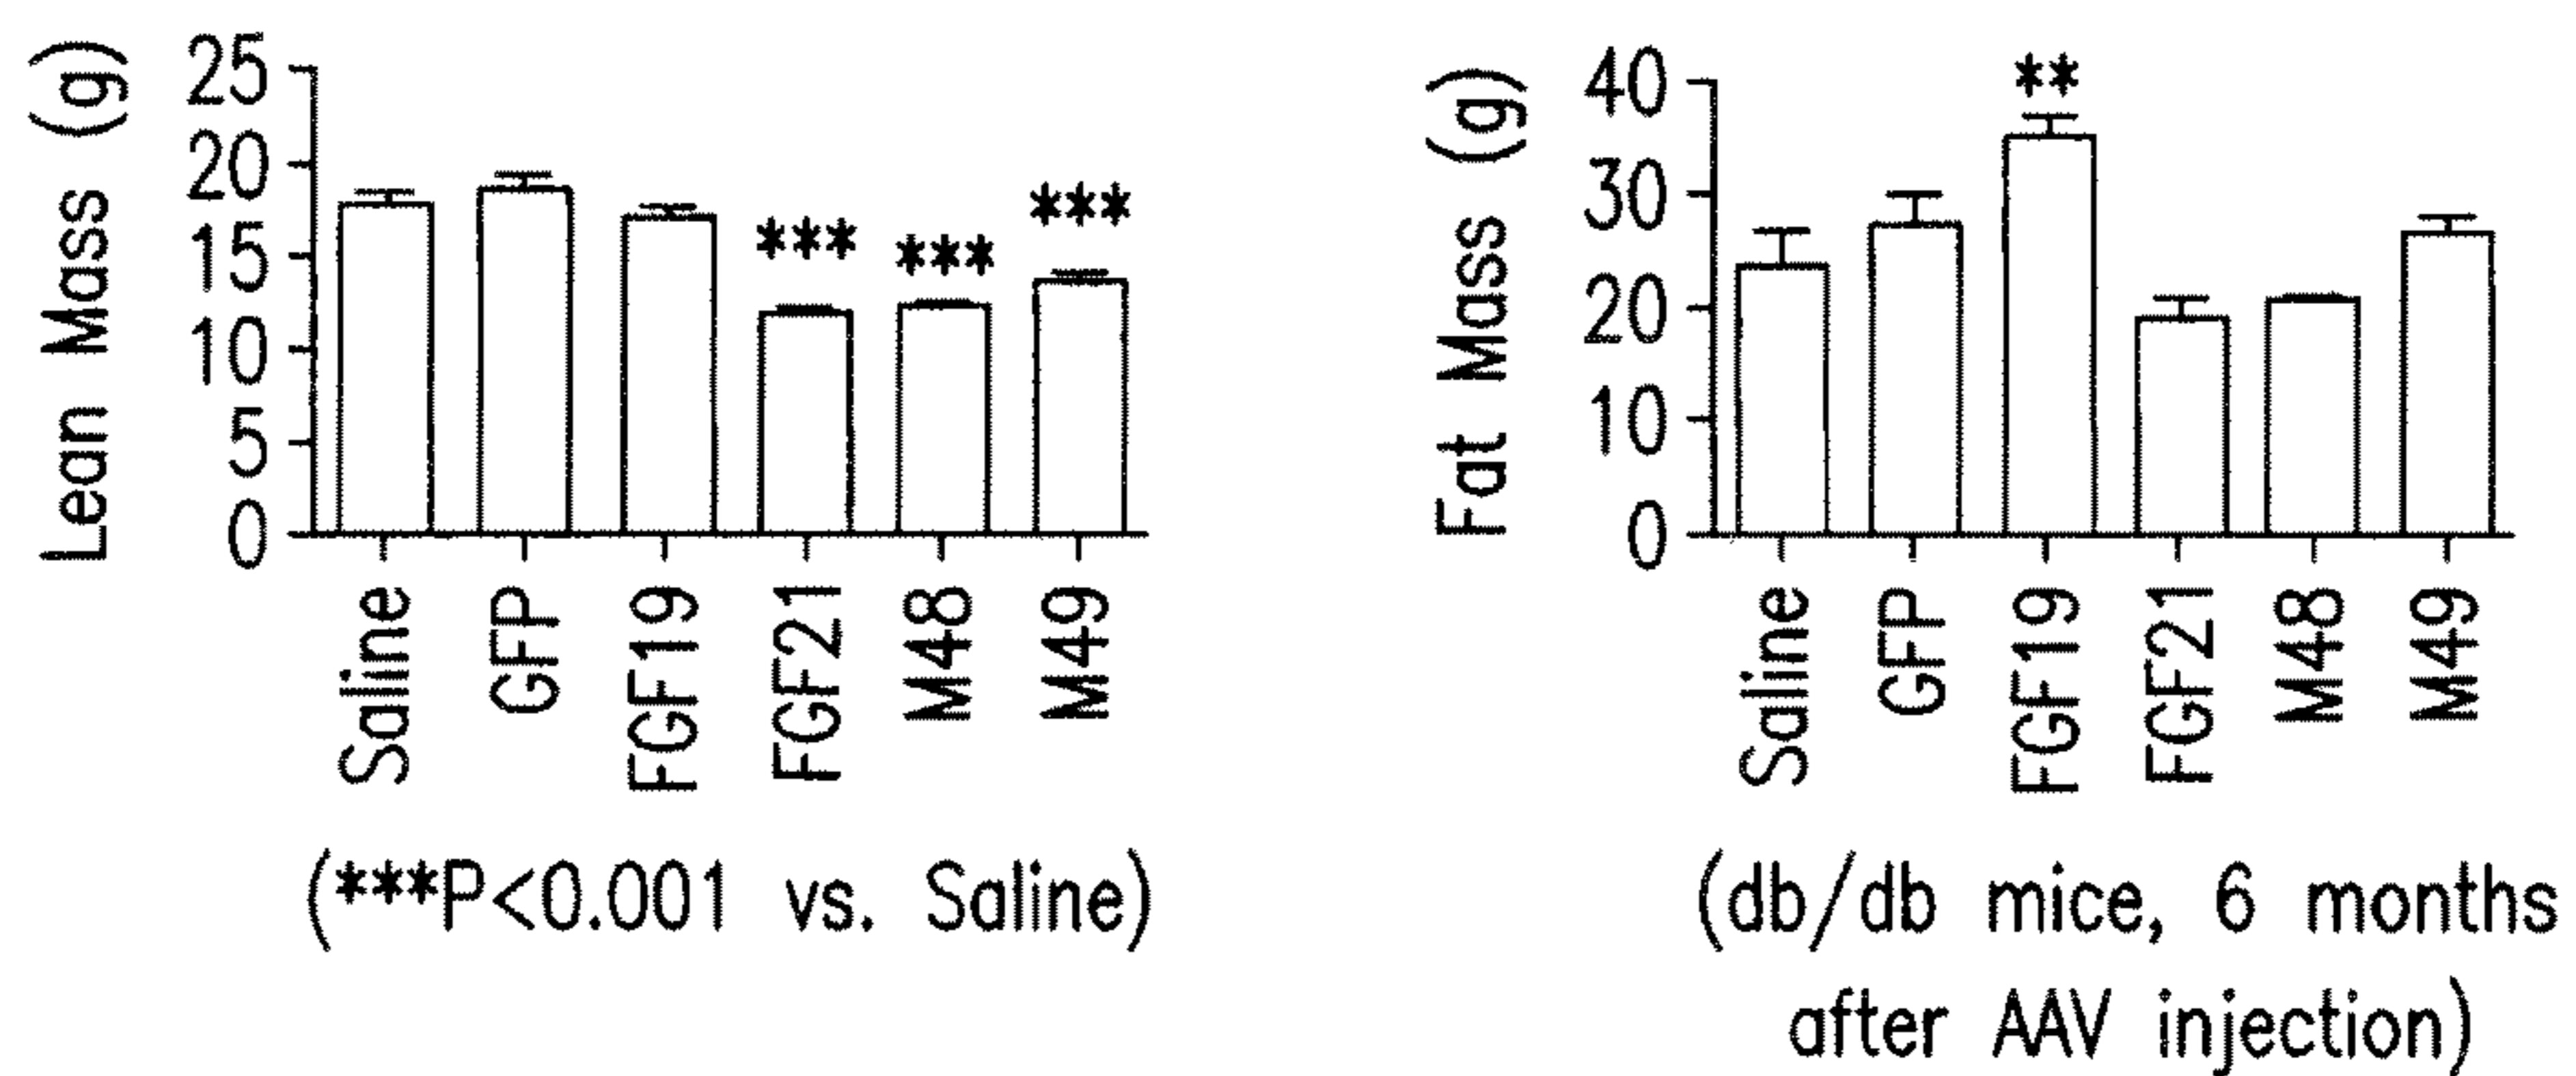 Lean Mass (g)
25
20
15
10
5
0
***
***
***
Saline
GFP
FGF19
FGF21
M48
M49
(***P<0.001 vs. Saline)
Fat Mass (g)
40
30
20
10
0
**
Saline
GFP
FGF19
FGF21
M48
M49
(db/db mice, 6 months
after AAV injection)